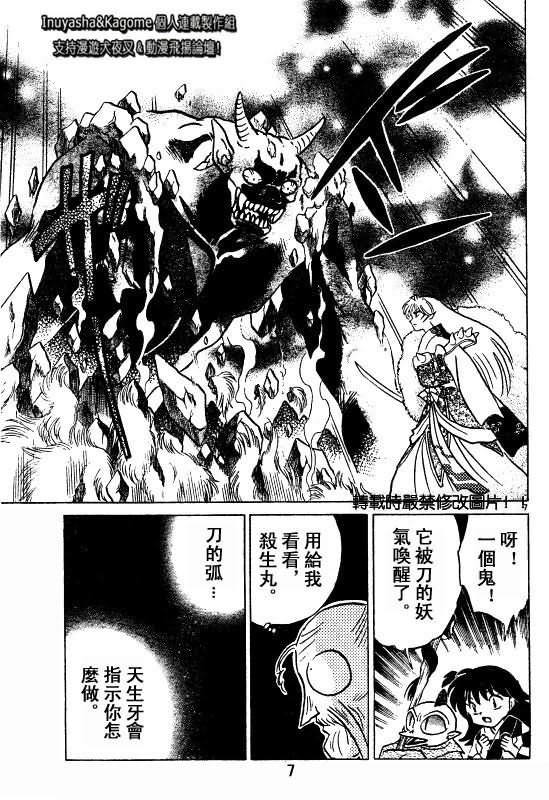 Inuyasha&Kagome 個人連載製作組
支持漫遊犬夜叉 & 動漫飛揚論壇!
轉載時嚴禁修改圖片!!
呀!
一個鬼!
它被刀的妖
氣喚醒了。
用給我
看看,
殺生丸。
刀的弧…
天生牙會
指示你怎
麼做。
7